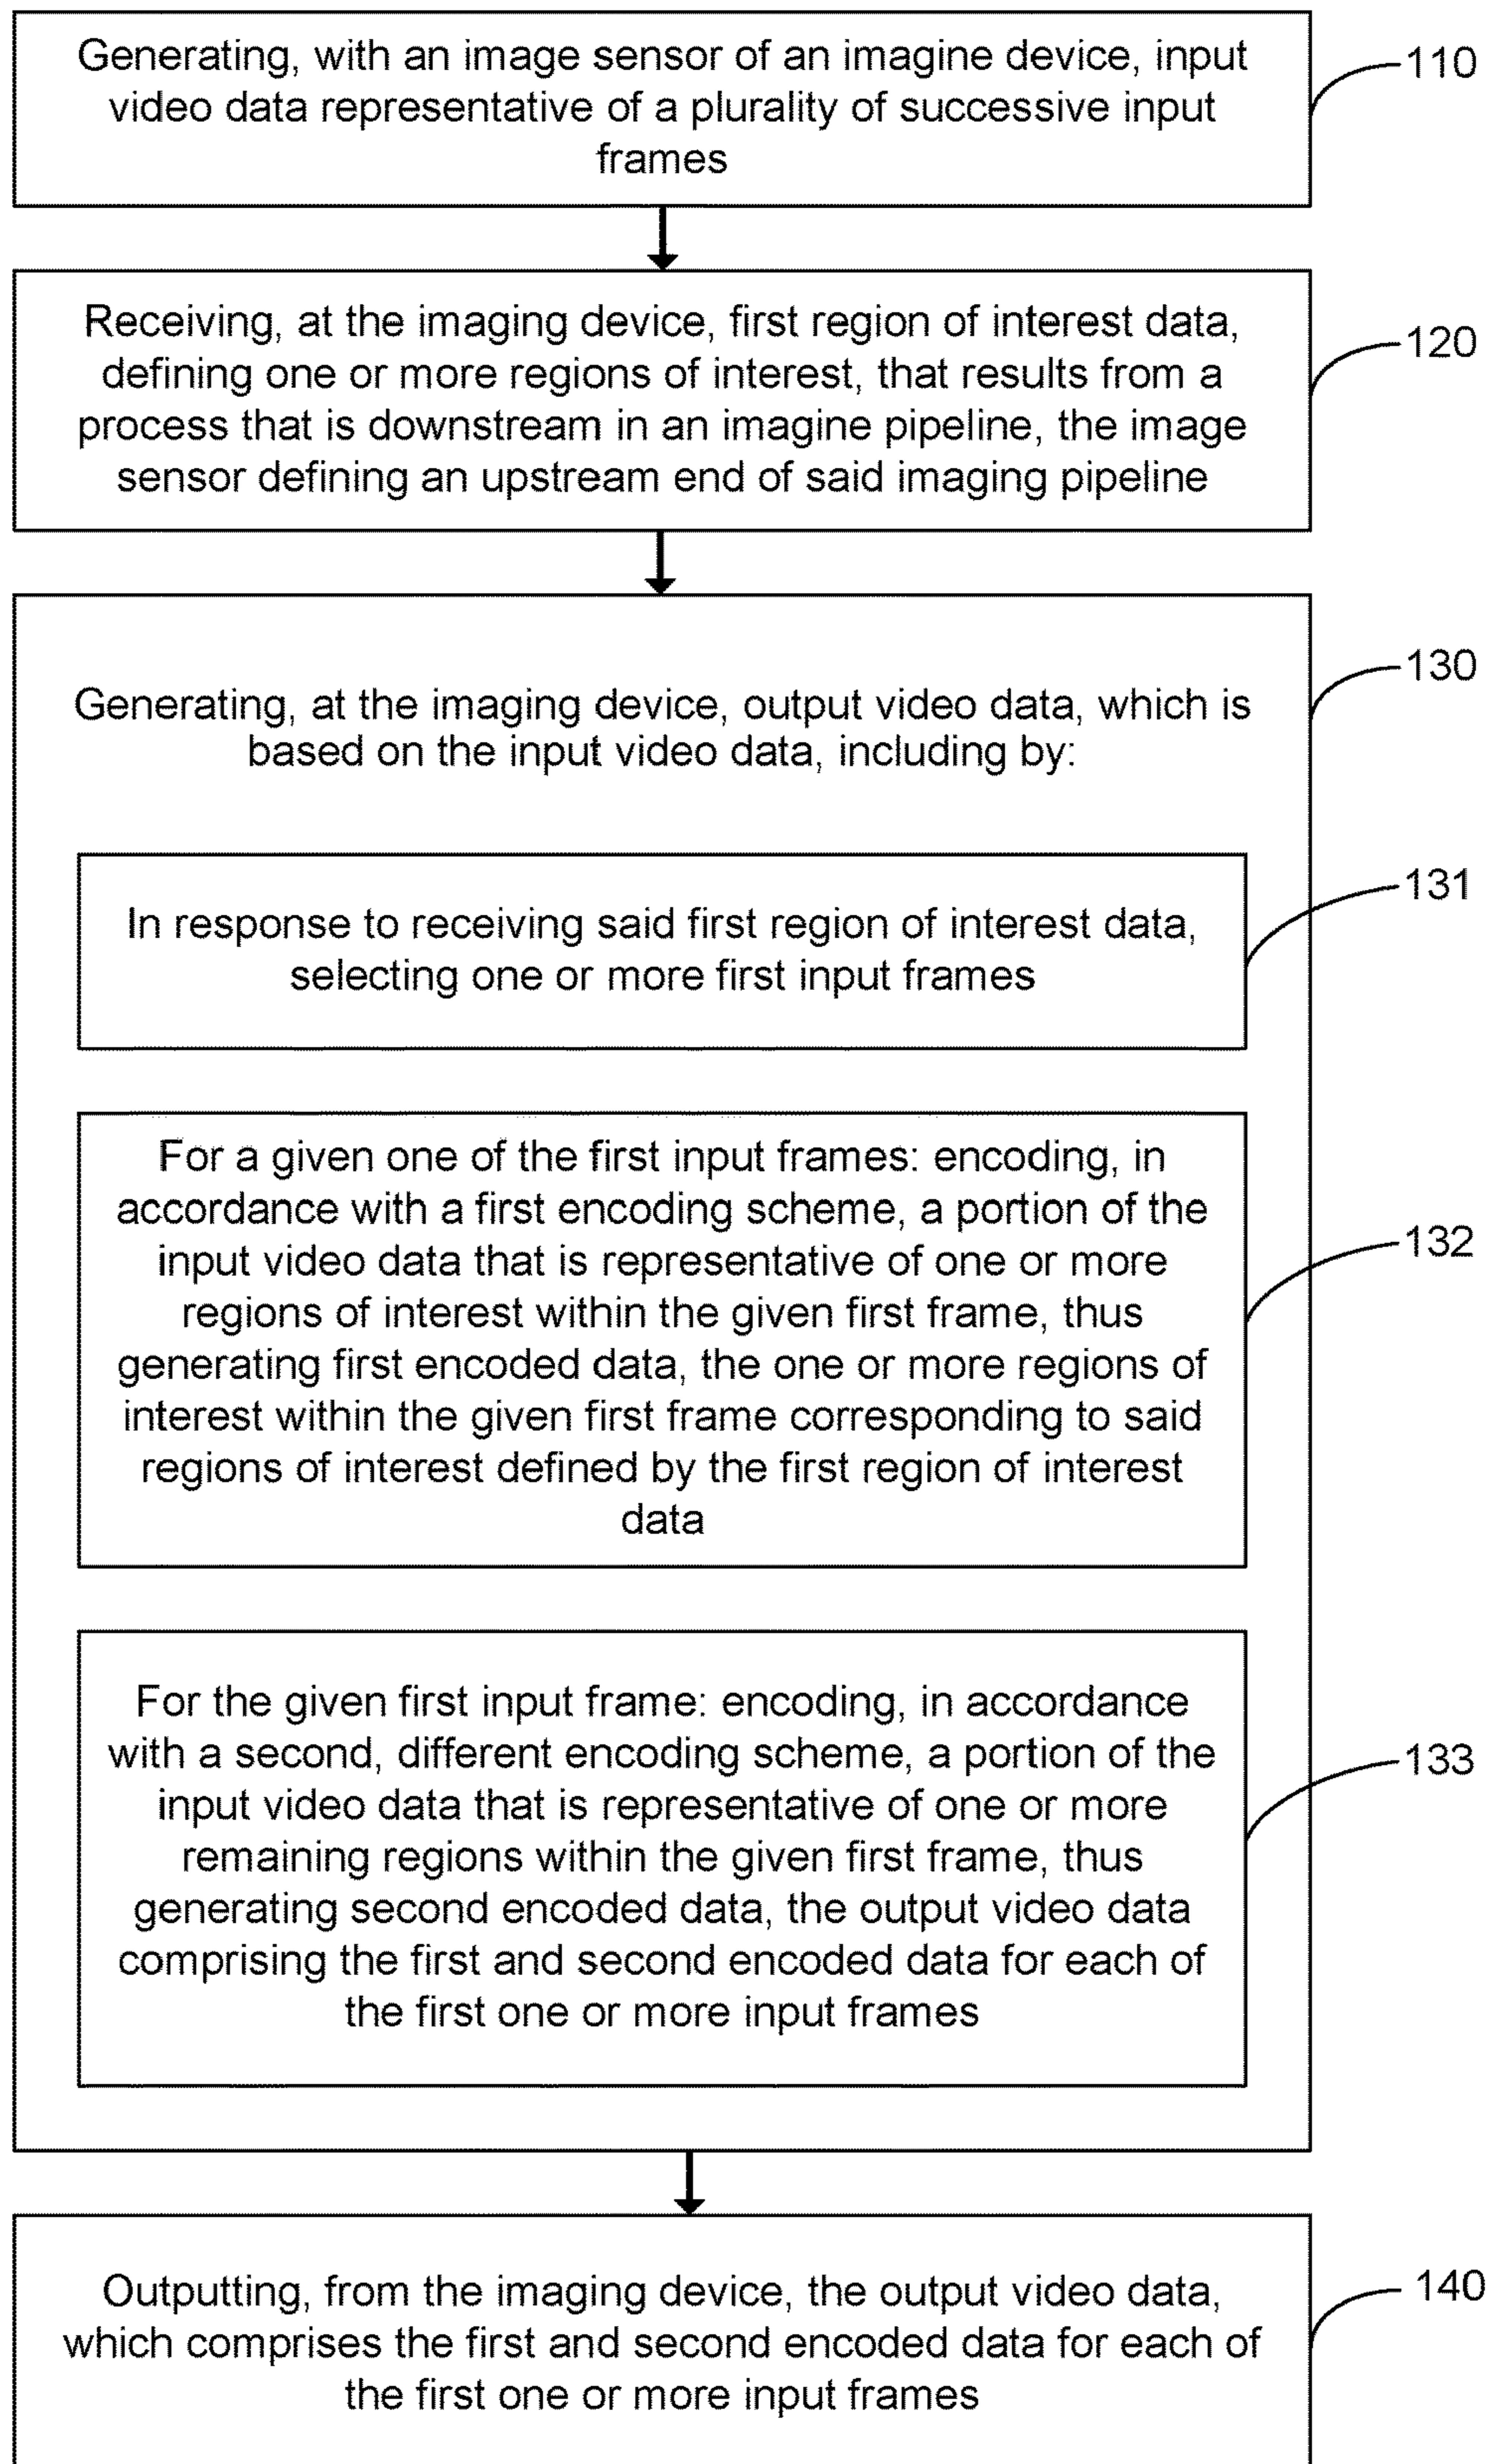 Generating, with an image sensor of an imagine device, input
video data representative of a plurality of successive input
frames
110
Receiving, at the imaging device, first region of interest data,
defining one or more regions of interest, that results from a
process that is downstream in an imagine pipeline, the image
sensor defining an upstream end of said imaging pipeline
120
Generating, at the imaging device, output video data, which is
based on the input video data, including by:
130
In response to receiving said first region of interest data,
selecting one or more first input frames
131
For a given one of the first input frames: encoding, in
accordance with a first encoding scheme, a portion of the
input video data that is representative of one or more
regions of interest within the given first frame, thus
generating first encoded data, the one or more regions of
interest within the given first frame corresponding to said
regions of interest defined by the first region of interest
data
132
For the given first input frame: encoding, in accordance
with a second, different encoding scheme, a portion of the
input video data that is representative of one or more
remaining regions within the given first frame, thus
generating second encoded data, the output video data
comprising the first and second encoded data for each of
the first one or more input frames
133
Outputting, from the imaging device, the output video data,
which comprises the first and second encoded data for each of
the first one or more input frames
140